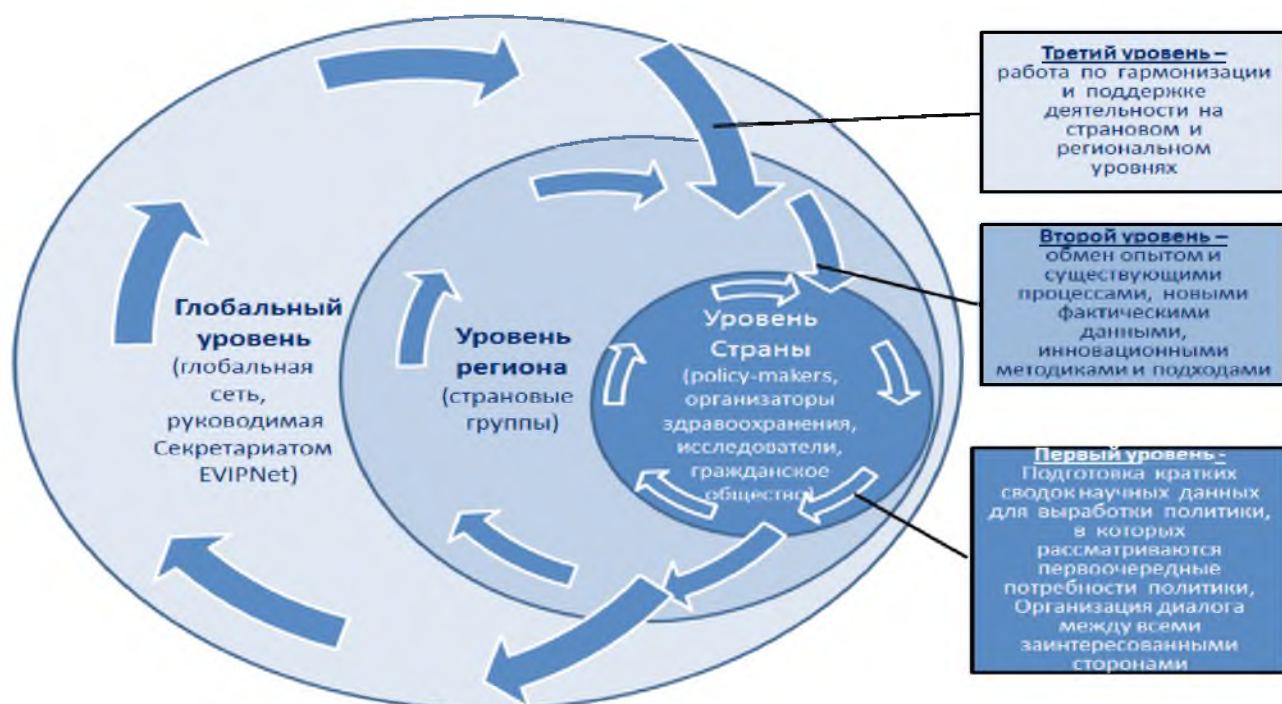 Глобальный
уровень
(глобальная
сеть,
руководимая
Секретариатом
EVIPNet)
Уровень
региона
(страновые
группы)
Уровень
Страны
(policy-makers,
организаторы
здравоохранения,
исследователи,
гражданское
общество)
Третий уровень –
работа по гармонизации
и поддержке
деятельности на
страновом и
региональном
уровнях
Второй уровень –
обмен опытом и
существующими
процессами, новыми
фактическими
данными,
инновационными
методиками и подходами
Первый уровень -
Подготовка кратких
сводок научных данных
для выработки политики,
в которых
рассматриваются
первоочередные
потребности политики,
Организация диалога
между всеми
заинтересованными
сторонами